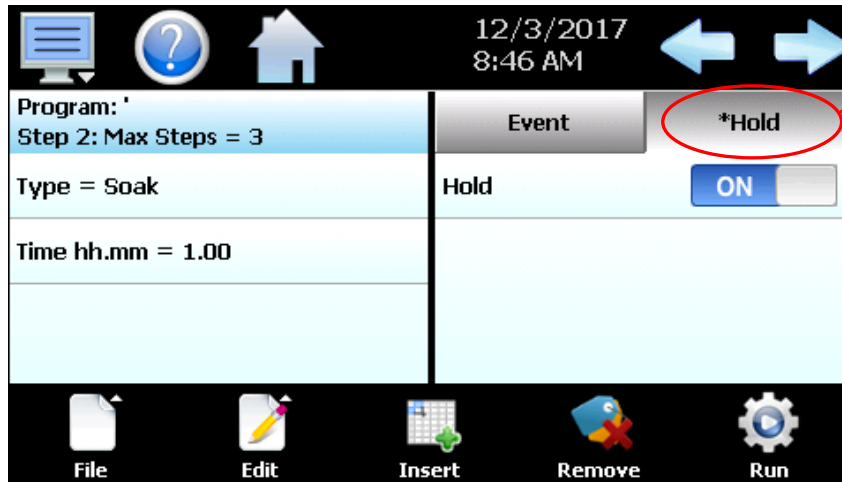 12/3/2017
8:46 AM
Program: '
Step 2: Max Steps = 3
Event
*Hold
Type = Soak
Hold
ON
Time hh.mm = 1.00
File
Edit
Insert
Remove
Run